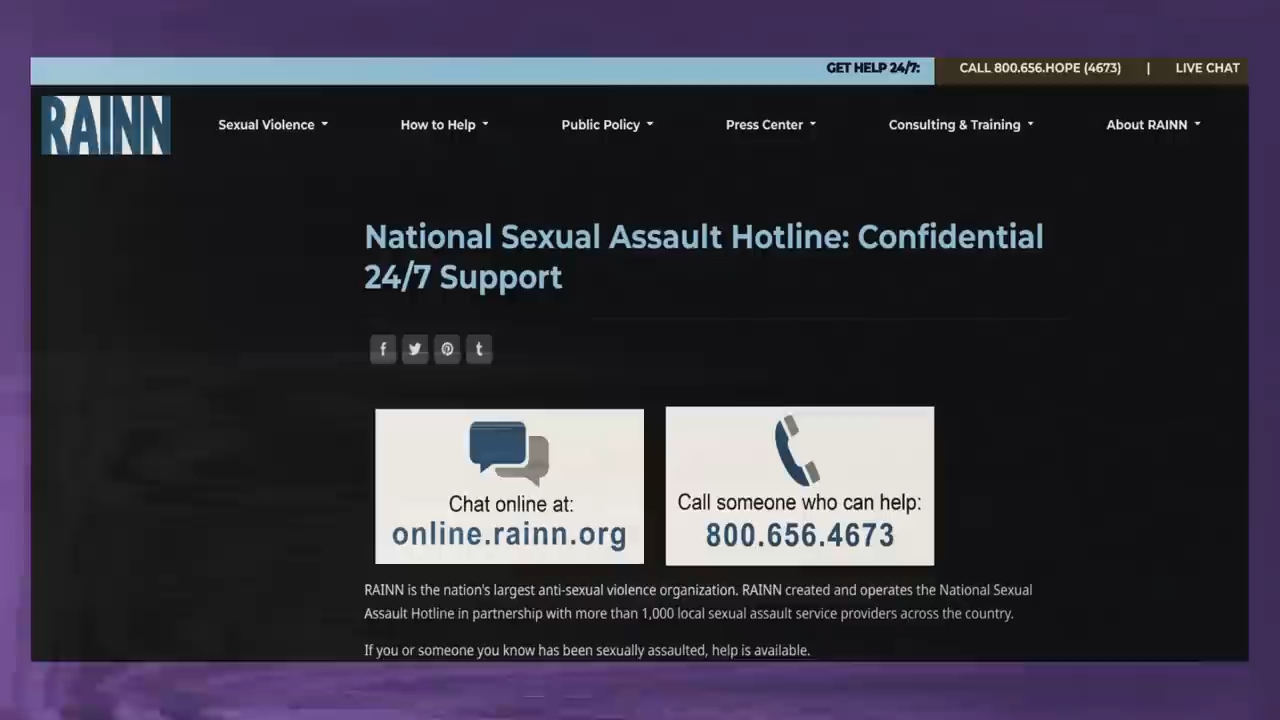 GET HELP 24/7: CALL 800.656.HOPE (4673) | LIVE CHAT
RAINN Sexual Violence How to Help Public Policy Press Center Consulting & Training About RAINN
National Sexual Assault Hotline: Confidential
24/7 Support
f t
Chat online at:
online.rainn.org
Call someone who can help:
800.656.4673
RAINN is the nation's largest anti-sexual violence organization. RAINN created and operates the National Sexual
Assault Hotline in partnership with more than 1,000 local sexual assault service providers across the country.
If you or someone you know has been sexually assaulted, help is available.